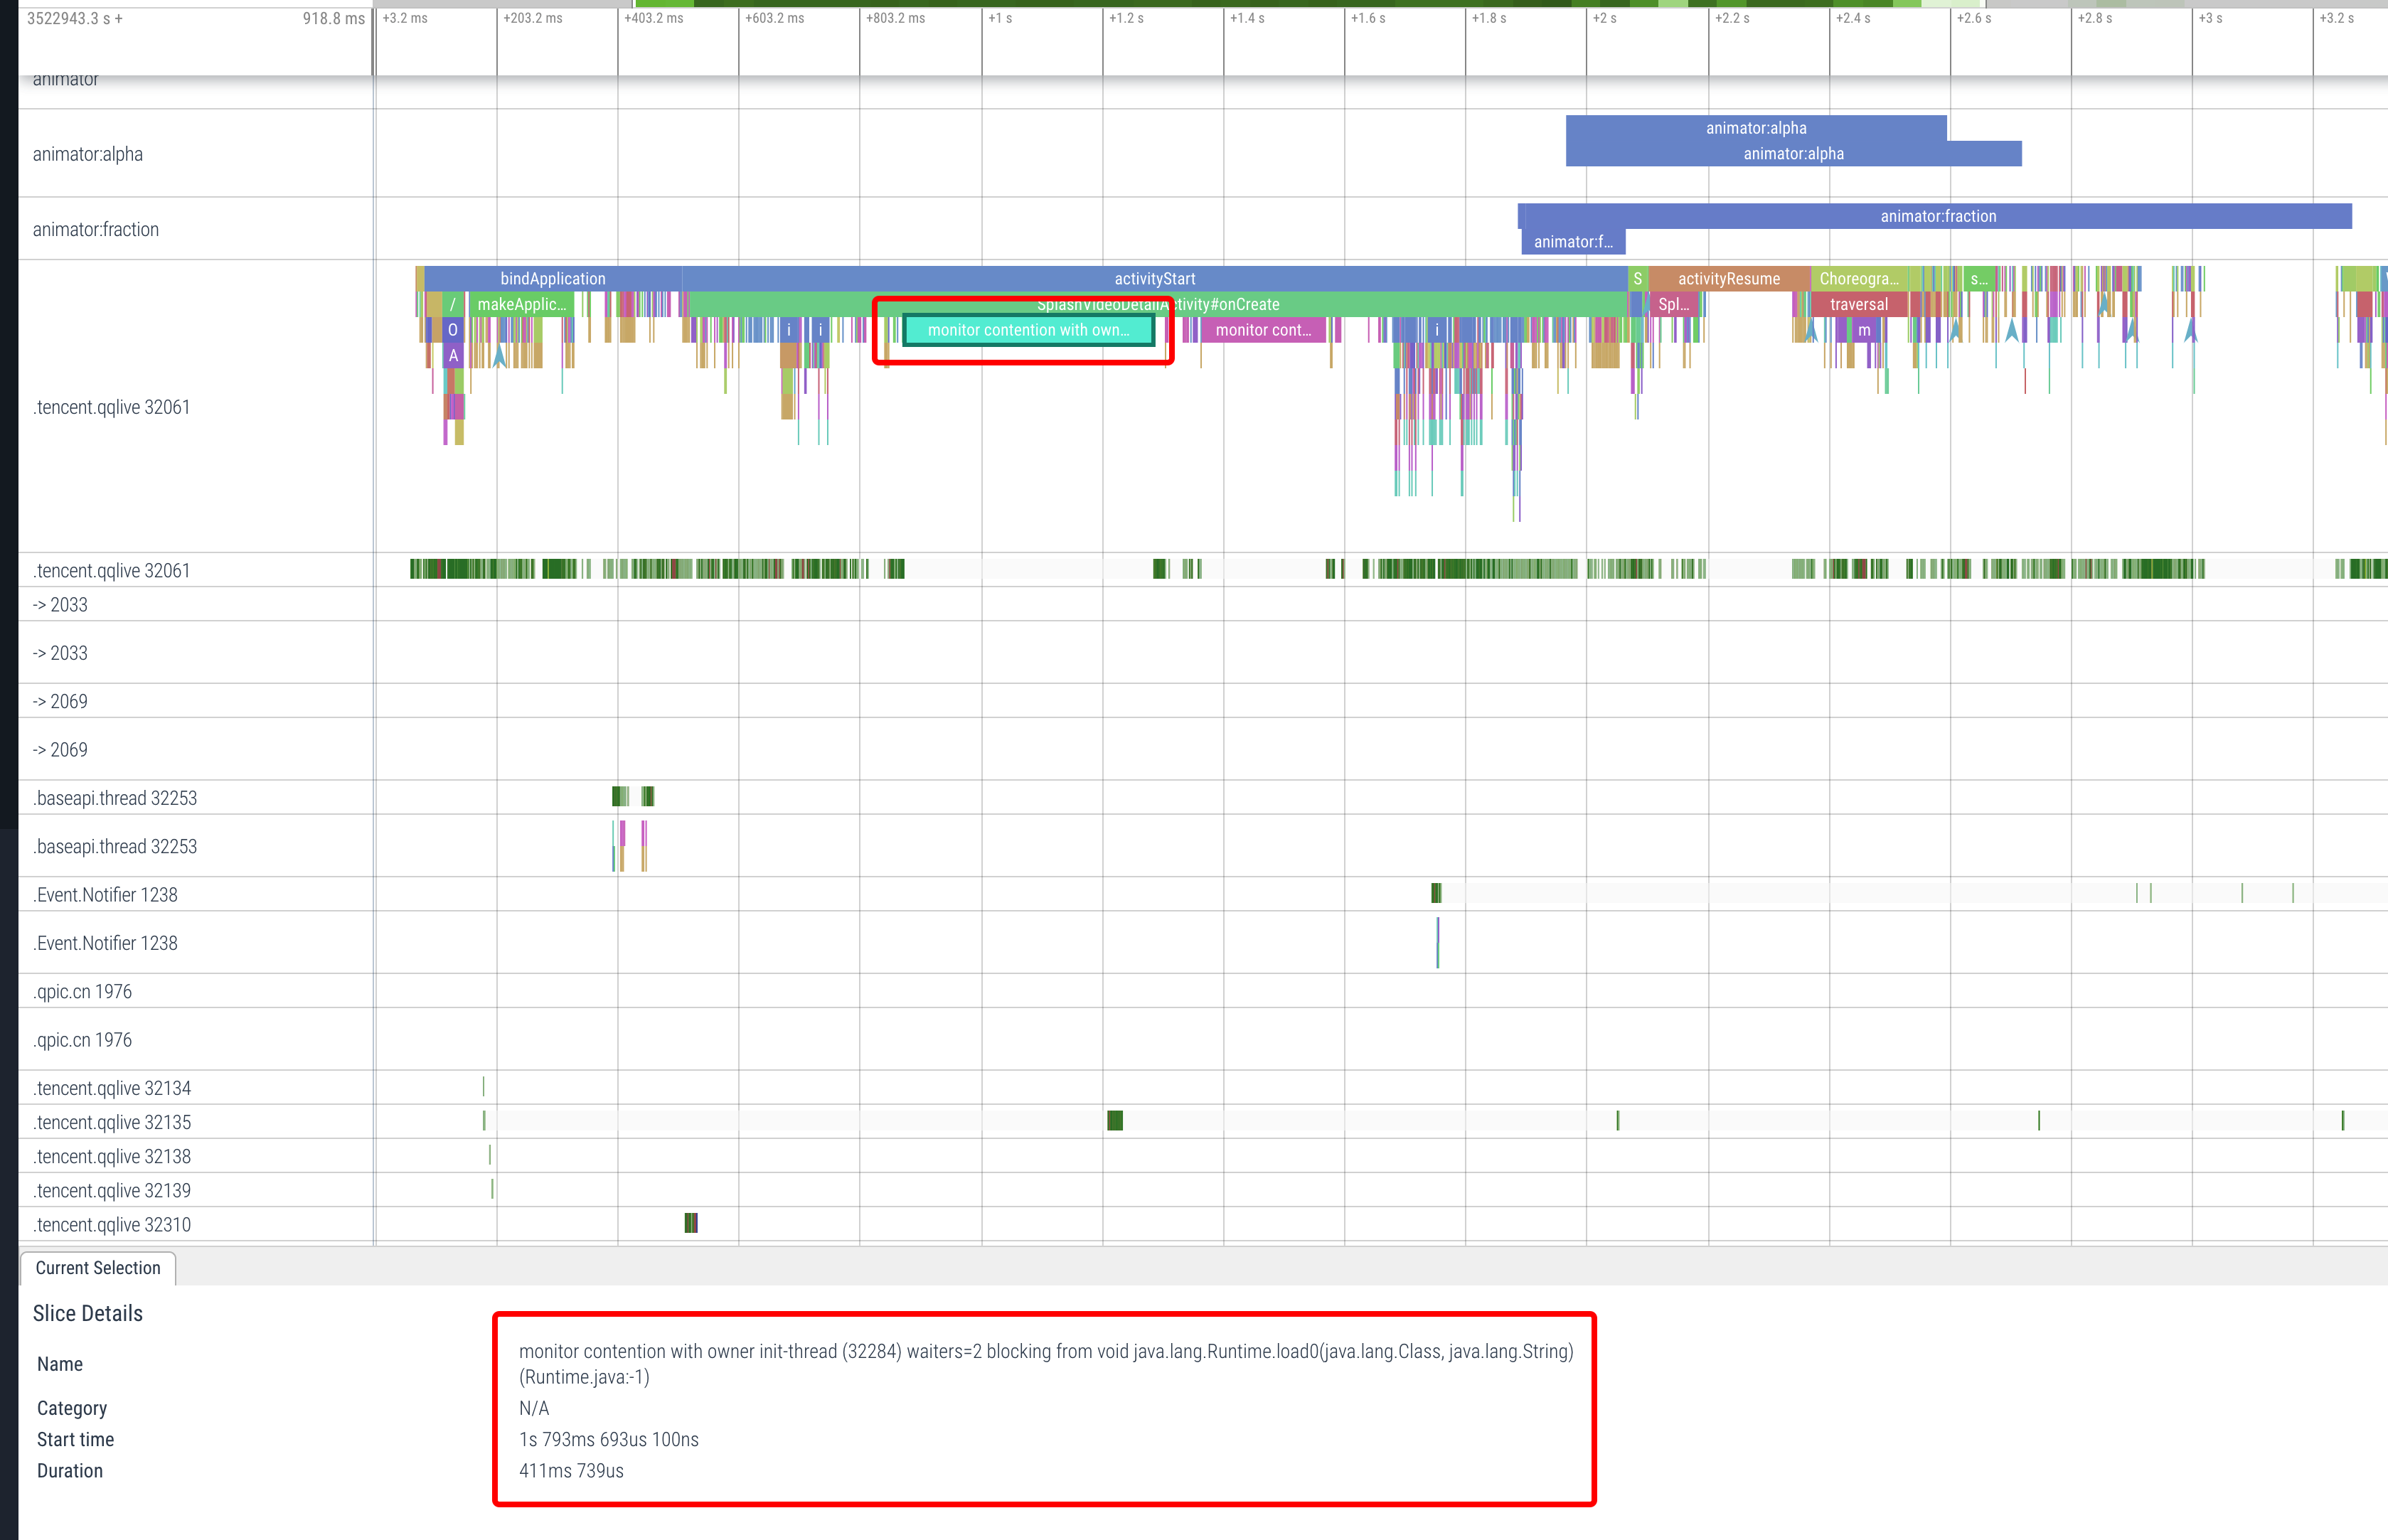 3522943.3 s + 918.8 ms +3.2 ms +203.2 ms +403.2 ms +603.2 ms +803.2 ms +1 s +1.2 s +1.4 s +1.6 s +1.8 s +2 s +2.2 s +2.4 s +2.6 s +2.8 s +3 s +3.2 s
animator
animator:alpha
animator:alpha
animator:alpha
animator:fraction
animator:fraction
animator:f...
.tencent.qqlive 32061
bindApplication activityStart S activityResume Choreogra... s...
/ makeApplic... SplashVideoDetailActivity#onCreate Spl... traversal
O i i monitor contention with own... monitor cont... i m
A
.tencent.qqlive 32061
-> 2033
-> 2033
-> 2069
-> 2069
.baseapi.thread 32253
.baseapi.thread 32253
.Event.Notifier 1238
.Event.Notifier 1238
.qpic.cn 1976
.qpic.cn 1976
.tencent.qqlive 32134
.tencent.qqlive 32135
.tencent.qqlive 32138
.tencent.qqlive 32139
.tencent.qqlive 32310
Current Selection
Slice Details
Name monitor contention with owner init-thread (32284) waiters=2 blocking from void java.lang.Runtime.load0(java.lang.Class, java.lang.String)
(Runtime.java:-1)
Category N/A
Start time 1s 793ms 693us 100ns
Duration 411ms 739us